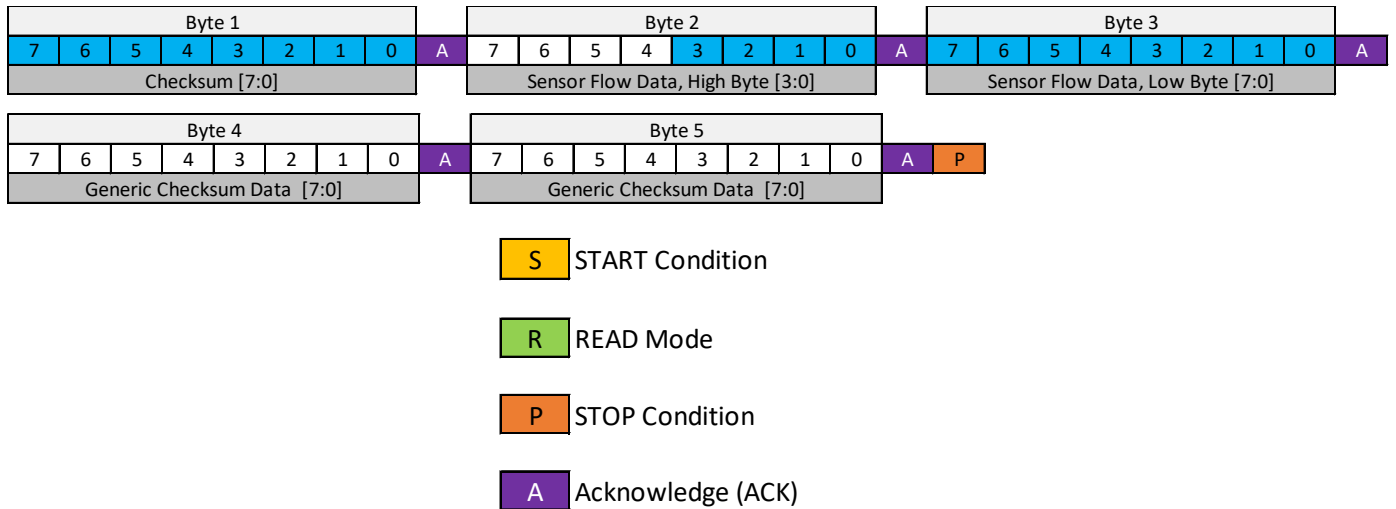 Byte 1 Byte 2 Byte 3
7 6 5 4 3 2 1 0 A 7 6 5 4 3 2 1 0 A 7 6 5 4 3 2 1 0 A
Checksum [7:0] Sensor Flow Data, High Byte [3:0] Sensor Flow Data, Low Byte [7:0]
Byte 4 Byte 5
7 6 5 4 3 2 1 0 A 7 6 5 4 3 2 1 0 A P
Generic Checksum Data [7:0] Generic Checksum Data [7:0]
S START Condition
R READ Mode
P STOP Condition
A Acknowledge (ACK)